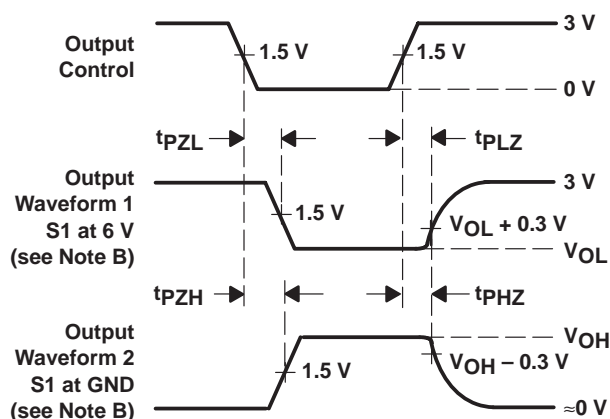 Output
Control
1.5 V
1.5 V
3 V
0 V
tPZL
tPLZ
Output
Waveform 1
S1 at 6 V
(see Note B)
1.5 V
3 V
VOL + 0.3 V
VOL
tPZH
tPHZ
Output
Waveform 2
S1 at GND
(see Note B)
1.5 V
VOH
VOH – 0.3 V
≈0 V